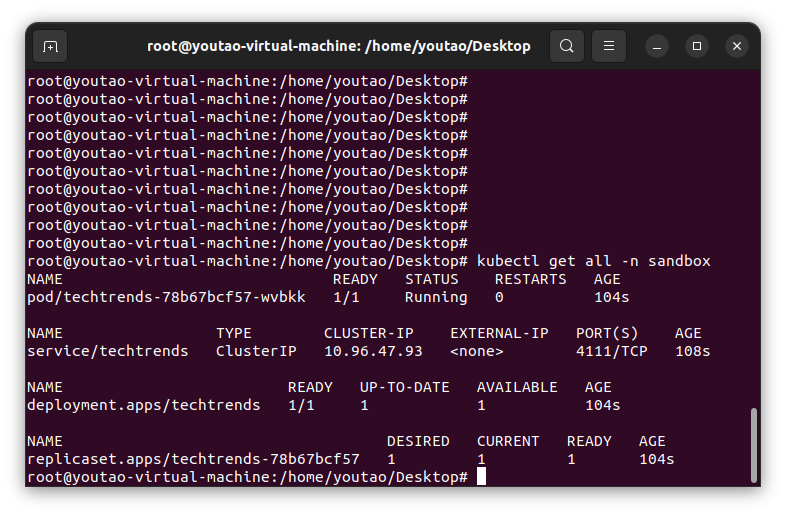 root@youtao-virtual-machine: /home/youtao/Desktop
root@youtao-virtual-machine:/home/youtao/Desktop#
root@youtao-virtual-machine:/home/youtao/Desktop#
root@youtao-virtual-machine:/home/youtao/Desktop#
root@youtao-virtual-machine:/home/youtao/Desktop#
root@youtao-virtual-machine:/home/youtao/Desktop#
root@youtao-virtual-machine:/home/youtao/Desktop#
root@youtao-virtual-machine:/home/youtao/Desktop#
root@youtao-virtual-machine:/home/youtao/Desktop#
root@youtao-virtual-machine:/home/youtao/Desktop#
root@youtao-virtual-machine:/home/youtao/Desktop#
root@youtao-virtual-machine:/home/youtao/Desktop# kubectl get all -n sandbox
NAME                              READY   STATUS    RESTARTS   AGE
pod/techtrends-78b67bcf57-wvbkk   1/1     Running   0          104s

NAME                 TYPE        CLUSTER-IP    EXTERNAL-IP   PORT(S)    AGE
service/techtrends   ClusterIP   10.96.47.93   <none>        4111/TCP   108s

NAME                         READY   UP-TO-DATE   AVAILABLE   AGE
deployment.apps/techtrends   1/1     1            1           104s

NAME                                    DESIRED   CURRENT   READY   AGE
replicaset.apps/techtrends-78b67bcf57   1         1         1       104s
root@youtao-virtual-machine:/home/youtao/Desktop#